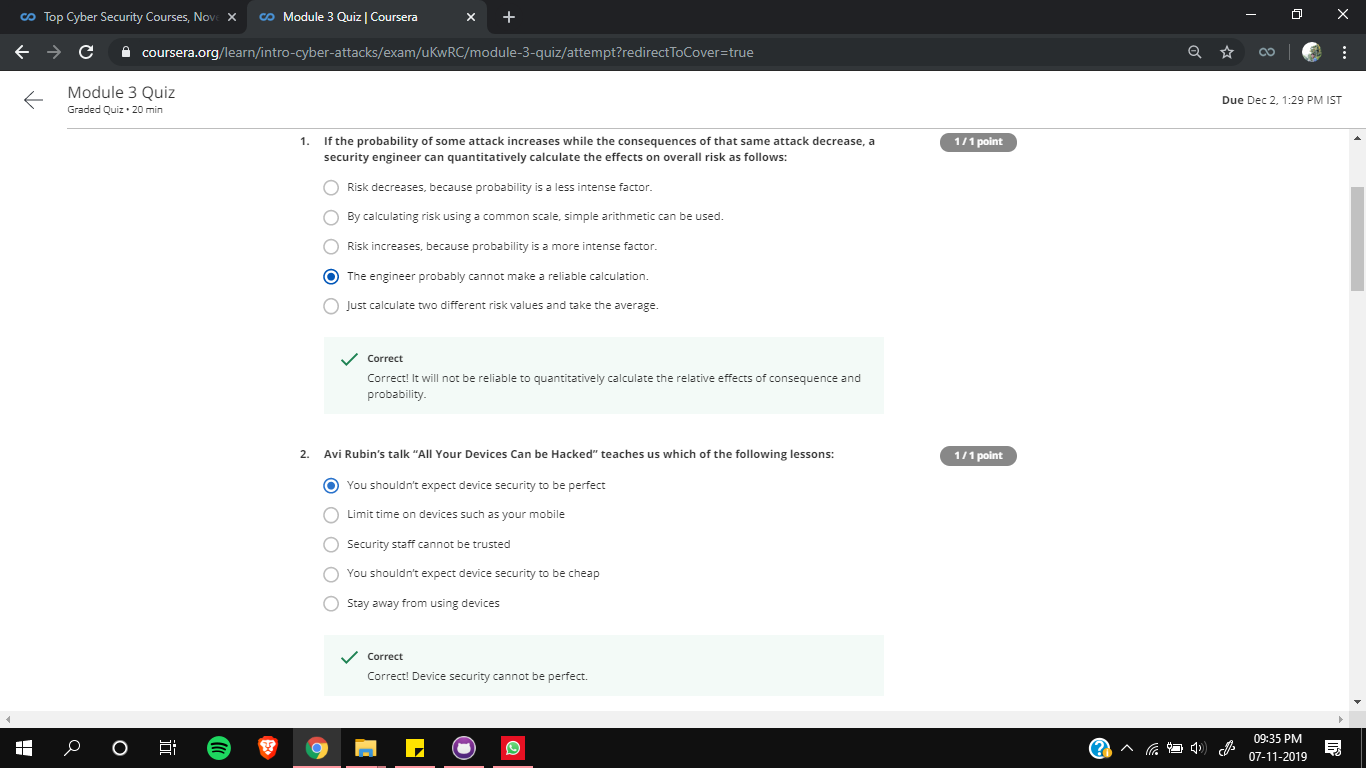 Top Cyber Security Courses, Nov
Module 3 Quiz | Coursera
coursera.org/learn/intro-cyber-attacks/exam/uKwRC/module-3-quiz/attempt?redirectToCover=true
Module 3 Quiz
Graded Quiz • 20 min
Due Dec 2, 1:29 PM IST
1. If the probability of some attack increases while the consequences of that same attack decrease, a
security engineer can quantitatively calculate the effects on overall risk as follows:
1 / 1 point
Risk decreases, because probability is a less intense factor.
By calculating risk using a common scale, simple arithmetic can be used.
Risk increases, because probability is a more intense factor.
The engineer probably cannot make a reliable calculation.
Just calculate two different risk values and take the average.
Correct
Correct! It will not be reliable to quantitatively calculate the relative effects of consequence and
probability.
2. Avi Rubin's talk “All Your Devices Can be Hacked” teaches us which of the following lessons:
1 / 1 point
You shouldn't expect device security to be perfect
Limit time on devices such as your mobile
Security staff cannot be trusted
You shouldn't expect device security to be cheap
Stay away from using devices
Correct
Correct! Device security cannot be perfect.
09:35 PM
07-11-2019